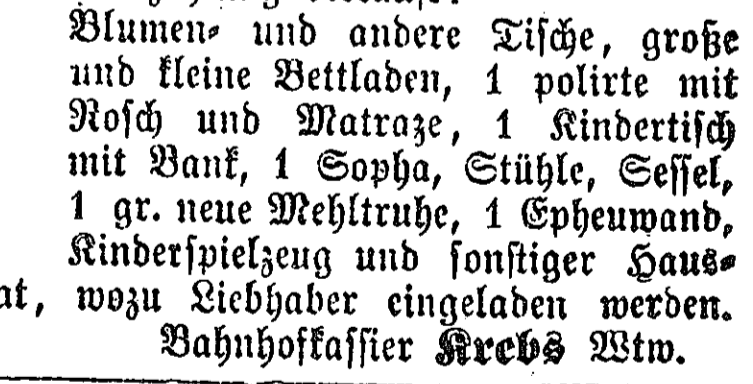 Blumen- und andere Tische, große
und kleine Bettladen, 1 polirte mit
Rosch und Matraze, 1 Kindertisch
mit Bank, 1 Sopha, Stühle, Sessel,
1 gr. neue Mehltruhe, 1 Epheuwand,
Kinderspielzeug und sonstiger Haus-
at, wozu Liebhaber eingeladen werden.
Bahnhofkassier Krebs Wtw.